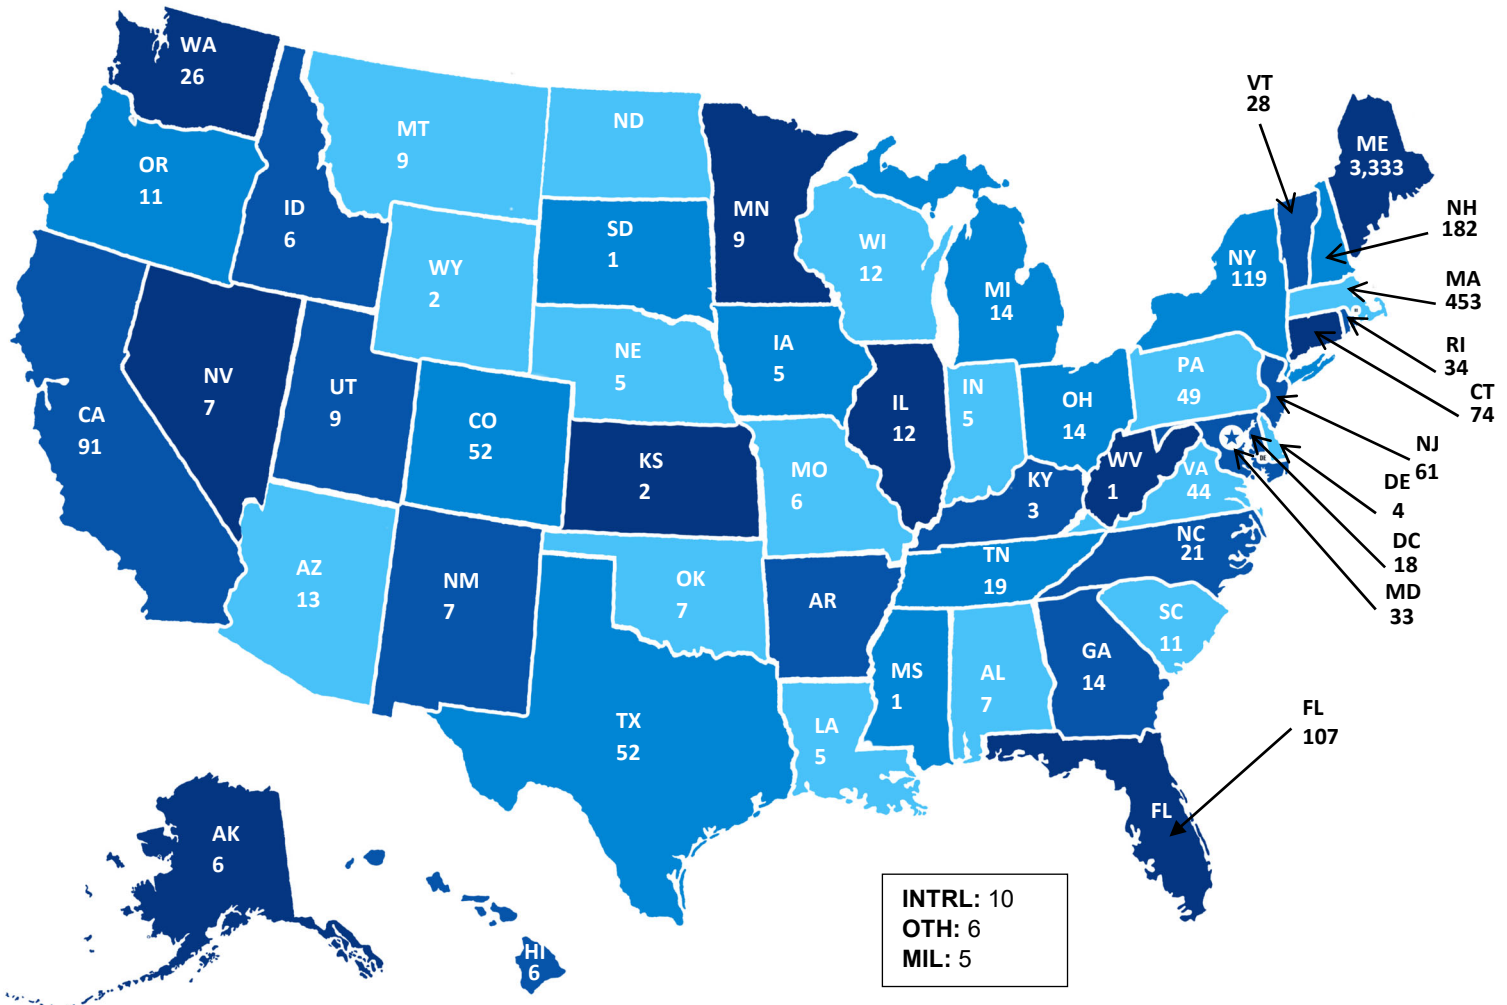 WA
26
OR
11
ID
6
MT
9
ND
MN
9
SD
1
WY
2
WI
12
MI
14
VT
28
ME
3,333
NH
182
NY
119
MA
453
RI
34
CT
74
NJ
61
DE
4
DC
18
MD
33
CA
91
NV
7
UT
9
CO
52
NE
5
IA
5
IL
12
IN
5
OH
14
PA
49
KS
2
MO
6
KY
3
WV
1
VA
44
DE
NC
21
TN
19
AZ
13
NM
7
OK
7
AR
SC
11
GA
14
AL
7
MS
1
LA
5
TX
52
FL
107
FL
AK
6
HI
6
INTRL: 10
OTH: 6
MIL: 5